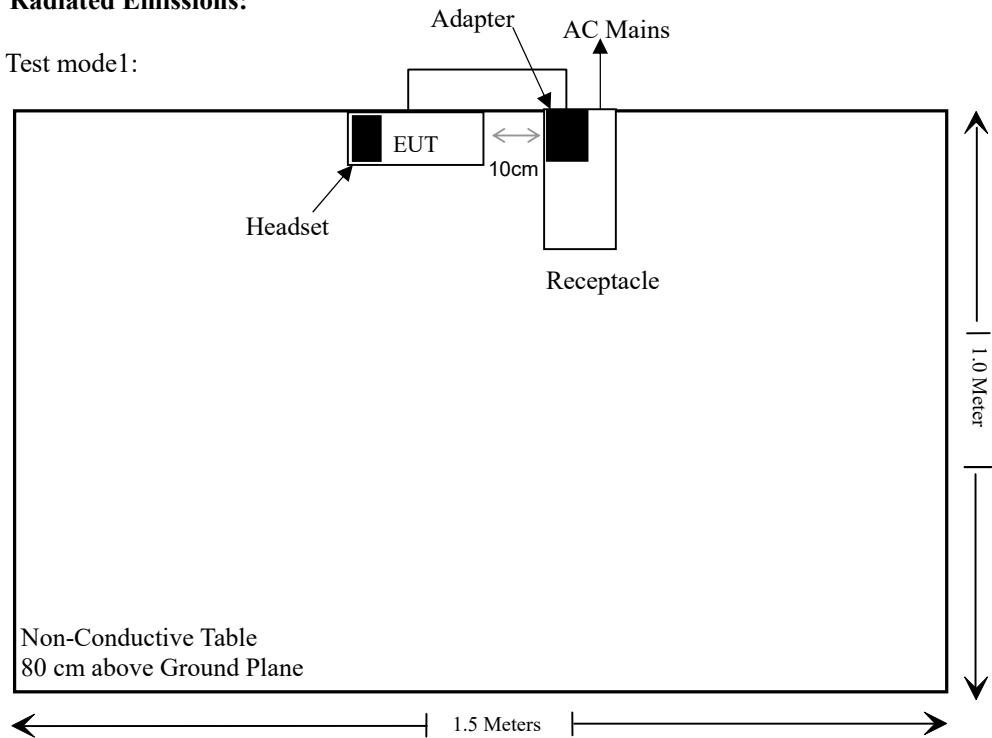 Radiated Emissions:
Adapter
AC Mains
Test mode1:
EUT
10cm
Headset
Receptacle
1.0 Meter
Non-Conductive Table
80 cm above Ground Plane
1.5 Meters